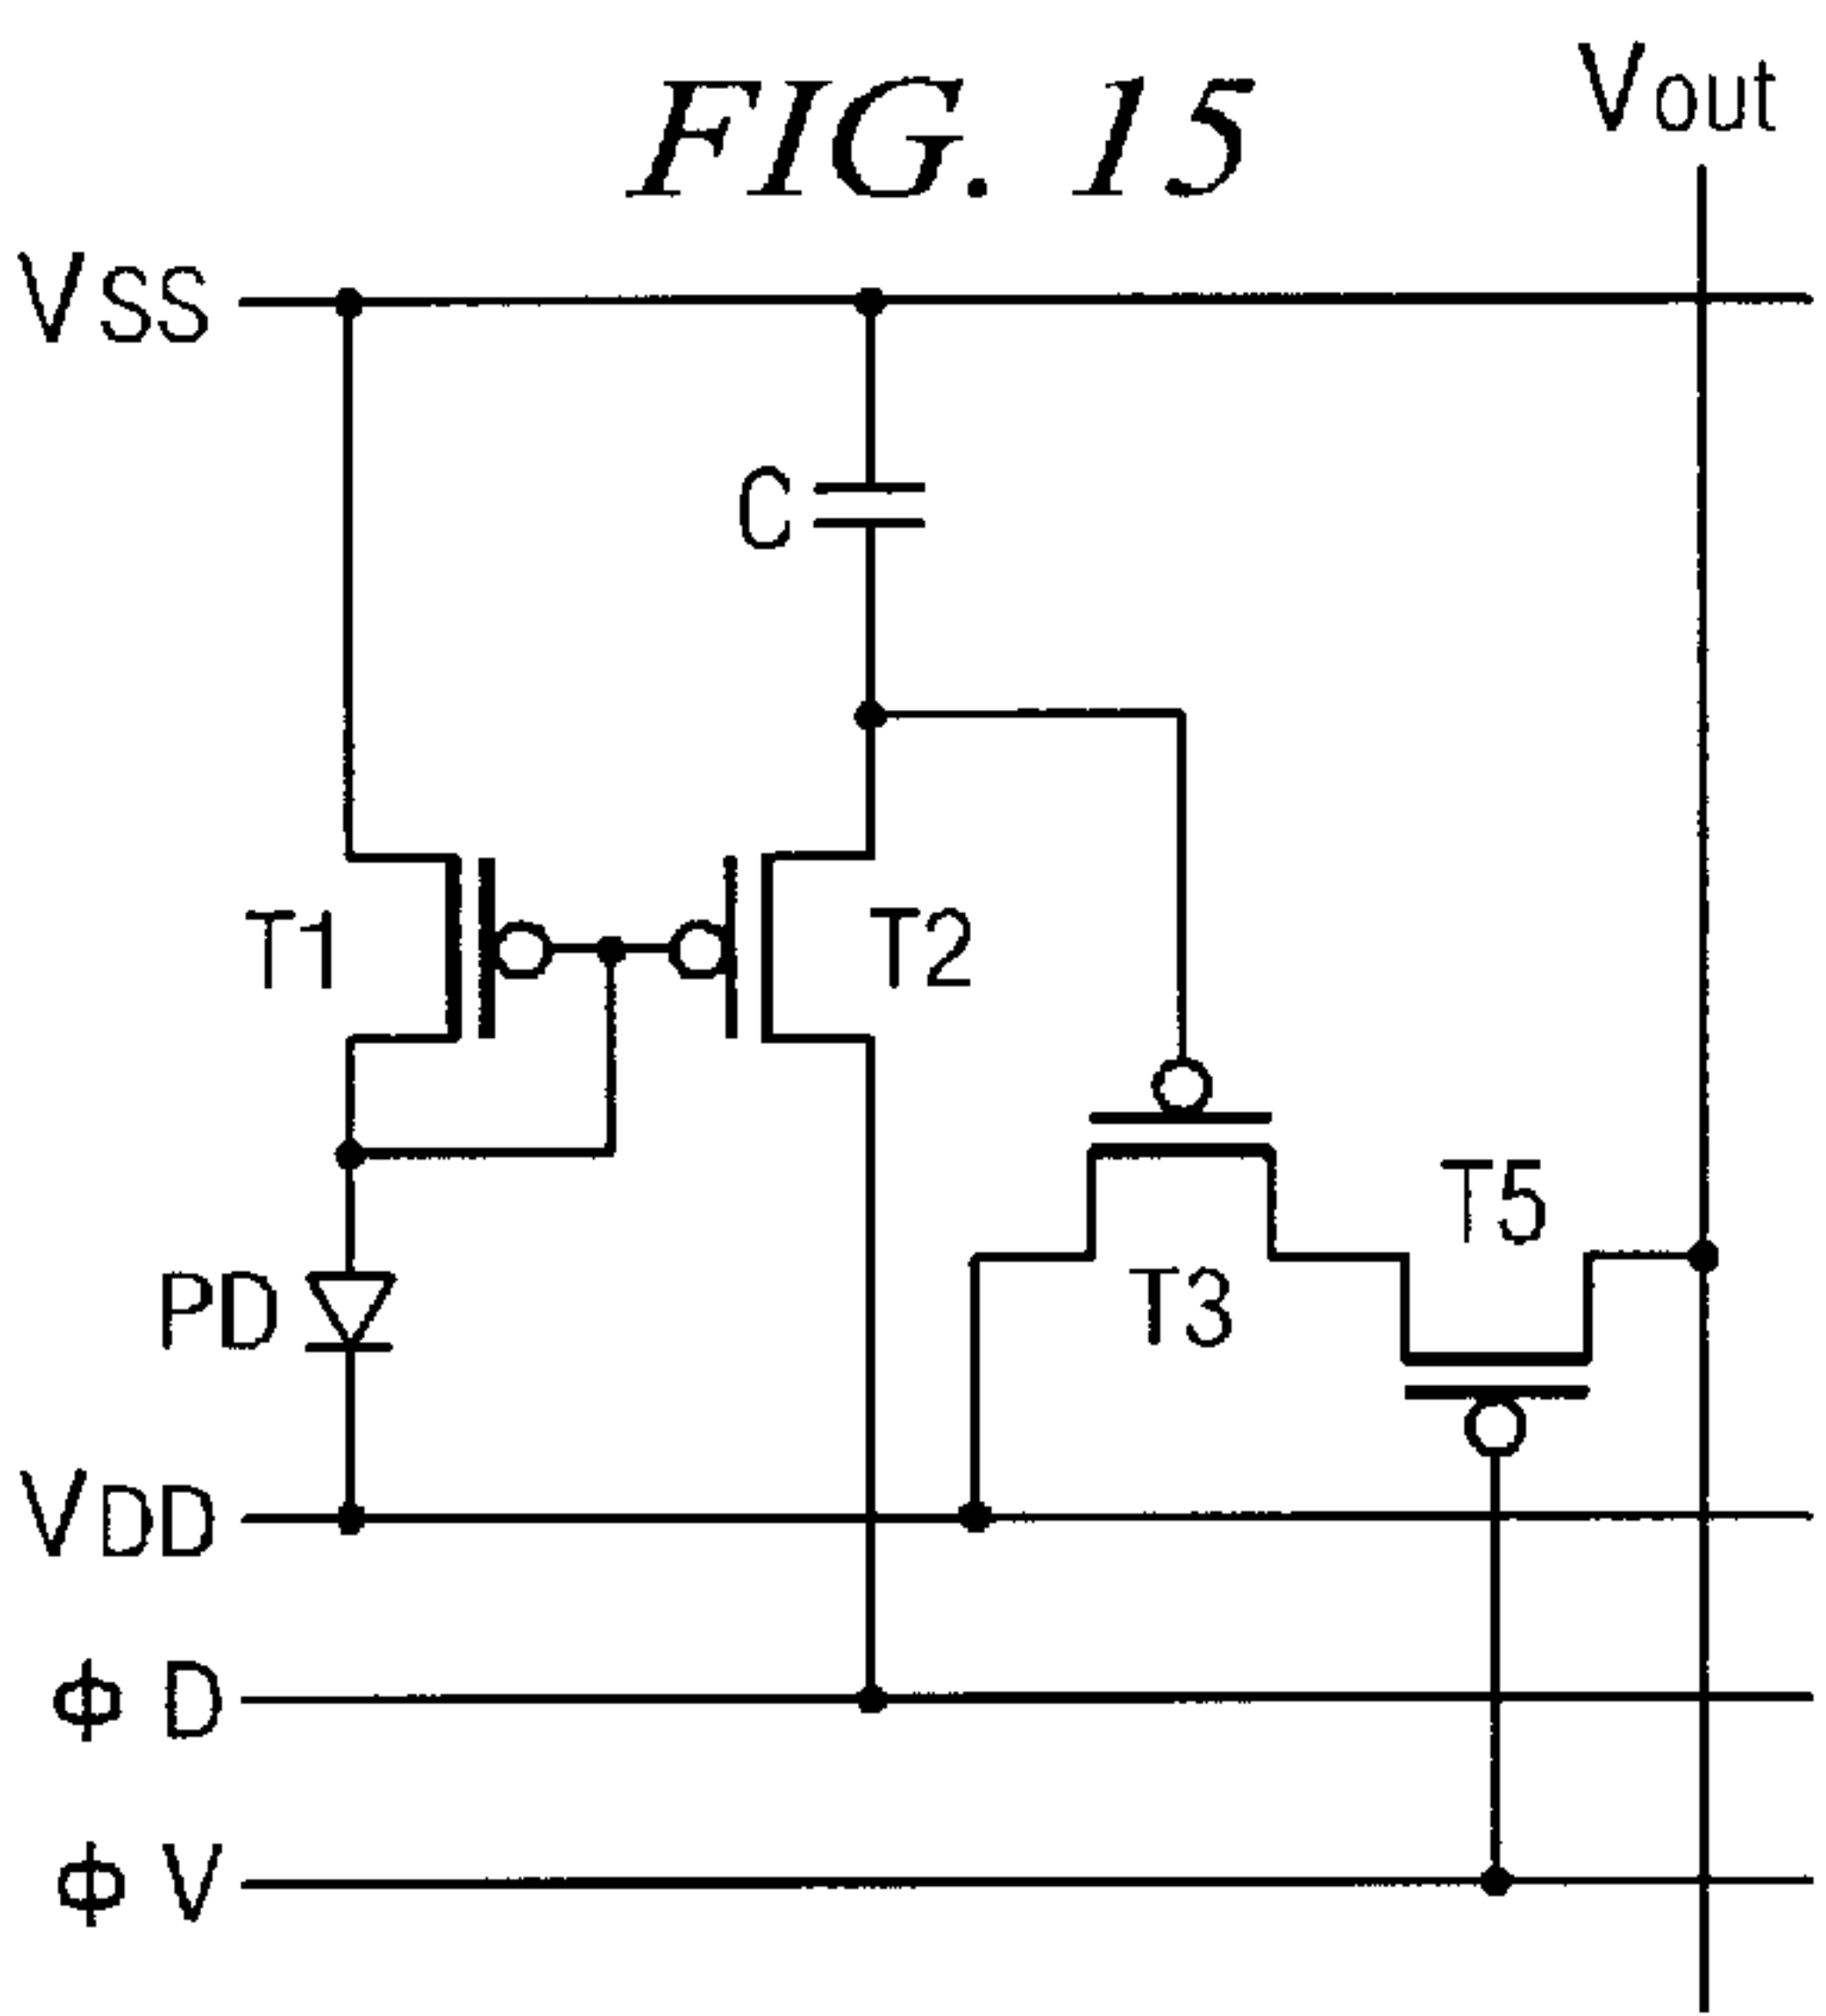 FIG. 15
Vout
VSS
C
T1
T2
T5
PD
T3
VDD
ϕ D
ϕ V